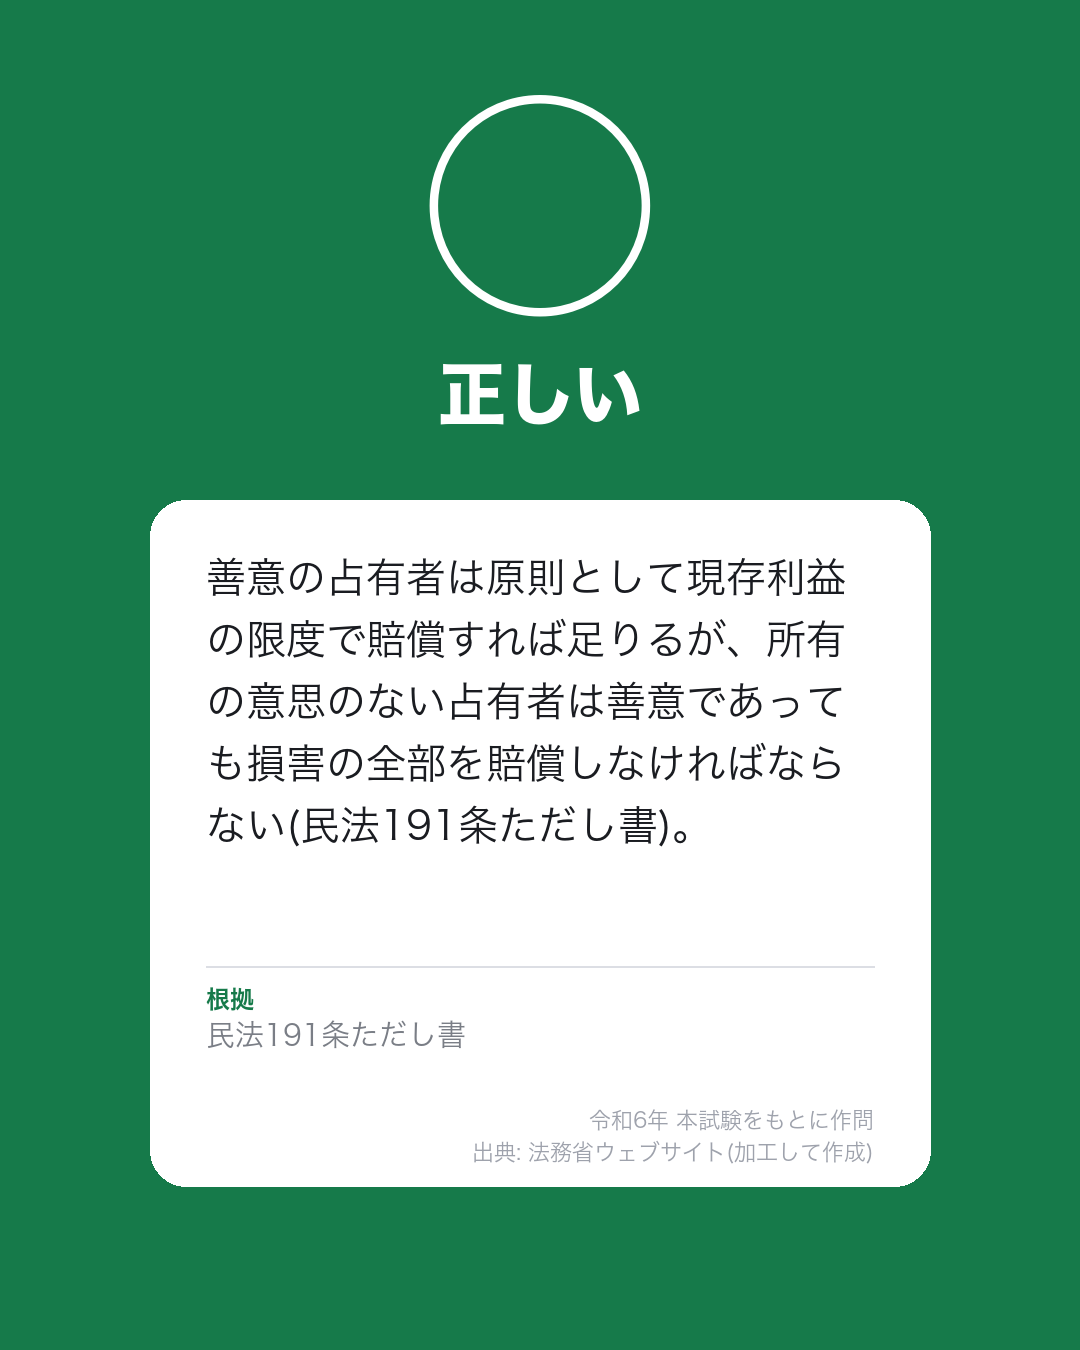 正しい
善意の占有者は原則として現存利益
の限度で賠償すれば足りるが、所有
の意思のない占有者は善意であって
も損害の全部を賠償しなければなら
ない(民法191条ただし書)。
根拠
民法191条ただし書
令和6年 本試験をもとに作問
出典: 法務省ウェブサイト(加工して作成)